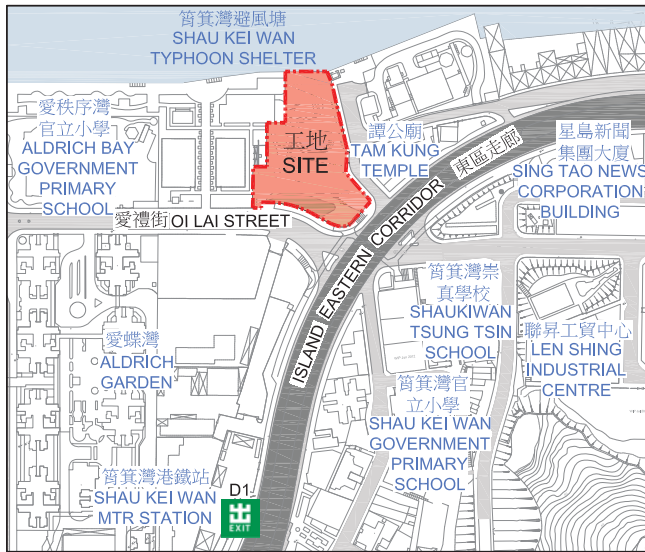 筲箕灣避風塘
SHAU KEI WAN
TYPHOON SHELTER
愛秩序灣
官立小學
ALDRICH BAY
GOVERNMENT
PRIMARY
SCHOOL
工地
SITE
譚公廟
TAM KUNG
TEMPLE
星島新聞
集團大廈
SING TAO NEWS
CORPORATION
BUILDING
愛禮街 OI LAI STREET
ISLAND EASTERN CORRIDOR 東區走廊
筲箕灣崇
真學校
SHAUKIWAN
TSUNG TSIN
SCHOOL
聯昇工貿中心
LEN SHING
INDUSTRIAL
CENTRE
愛蝶灣
ALDRICH
GARDEN
筲箕灣官
立小學
SHAU KEI WAN
GOVERNMENT
PRIMARY
SCHOOL
筲箕灣港鐵站
SHAU KEI WAN
MTR STATION
D1
出
EXIT